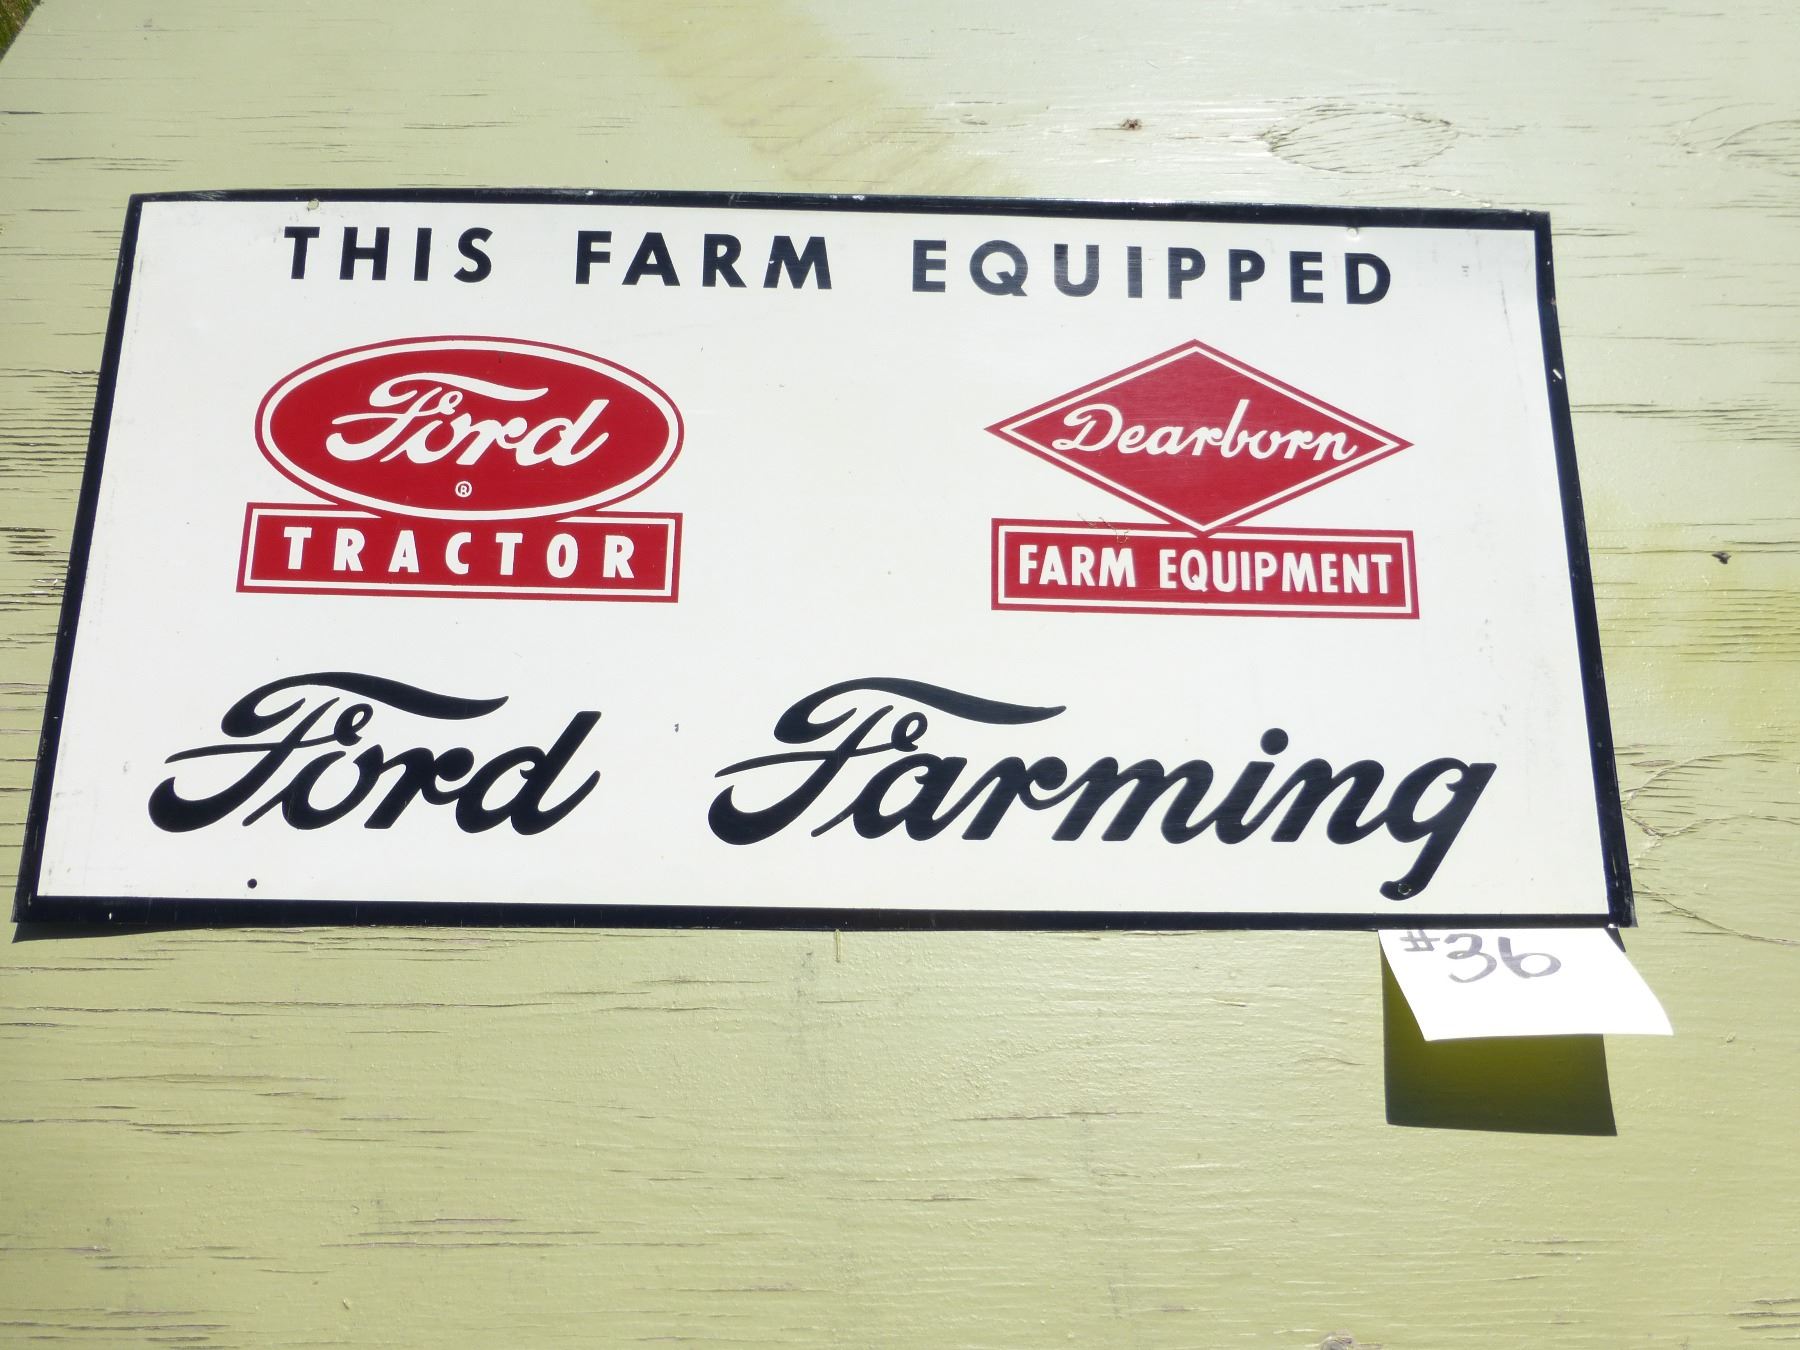 THIS FARM EQUIPPED
Ford
®
TRACTOR
Dearborn
FARM EQUIPMENT
Ford Farming
#36